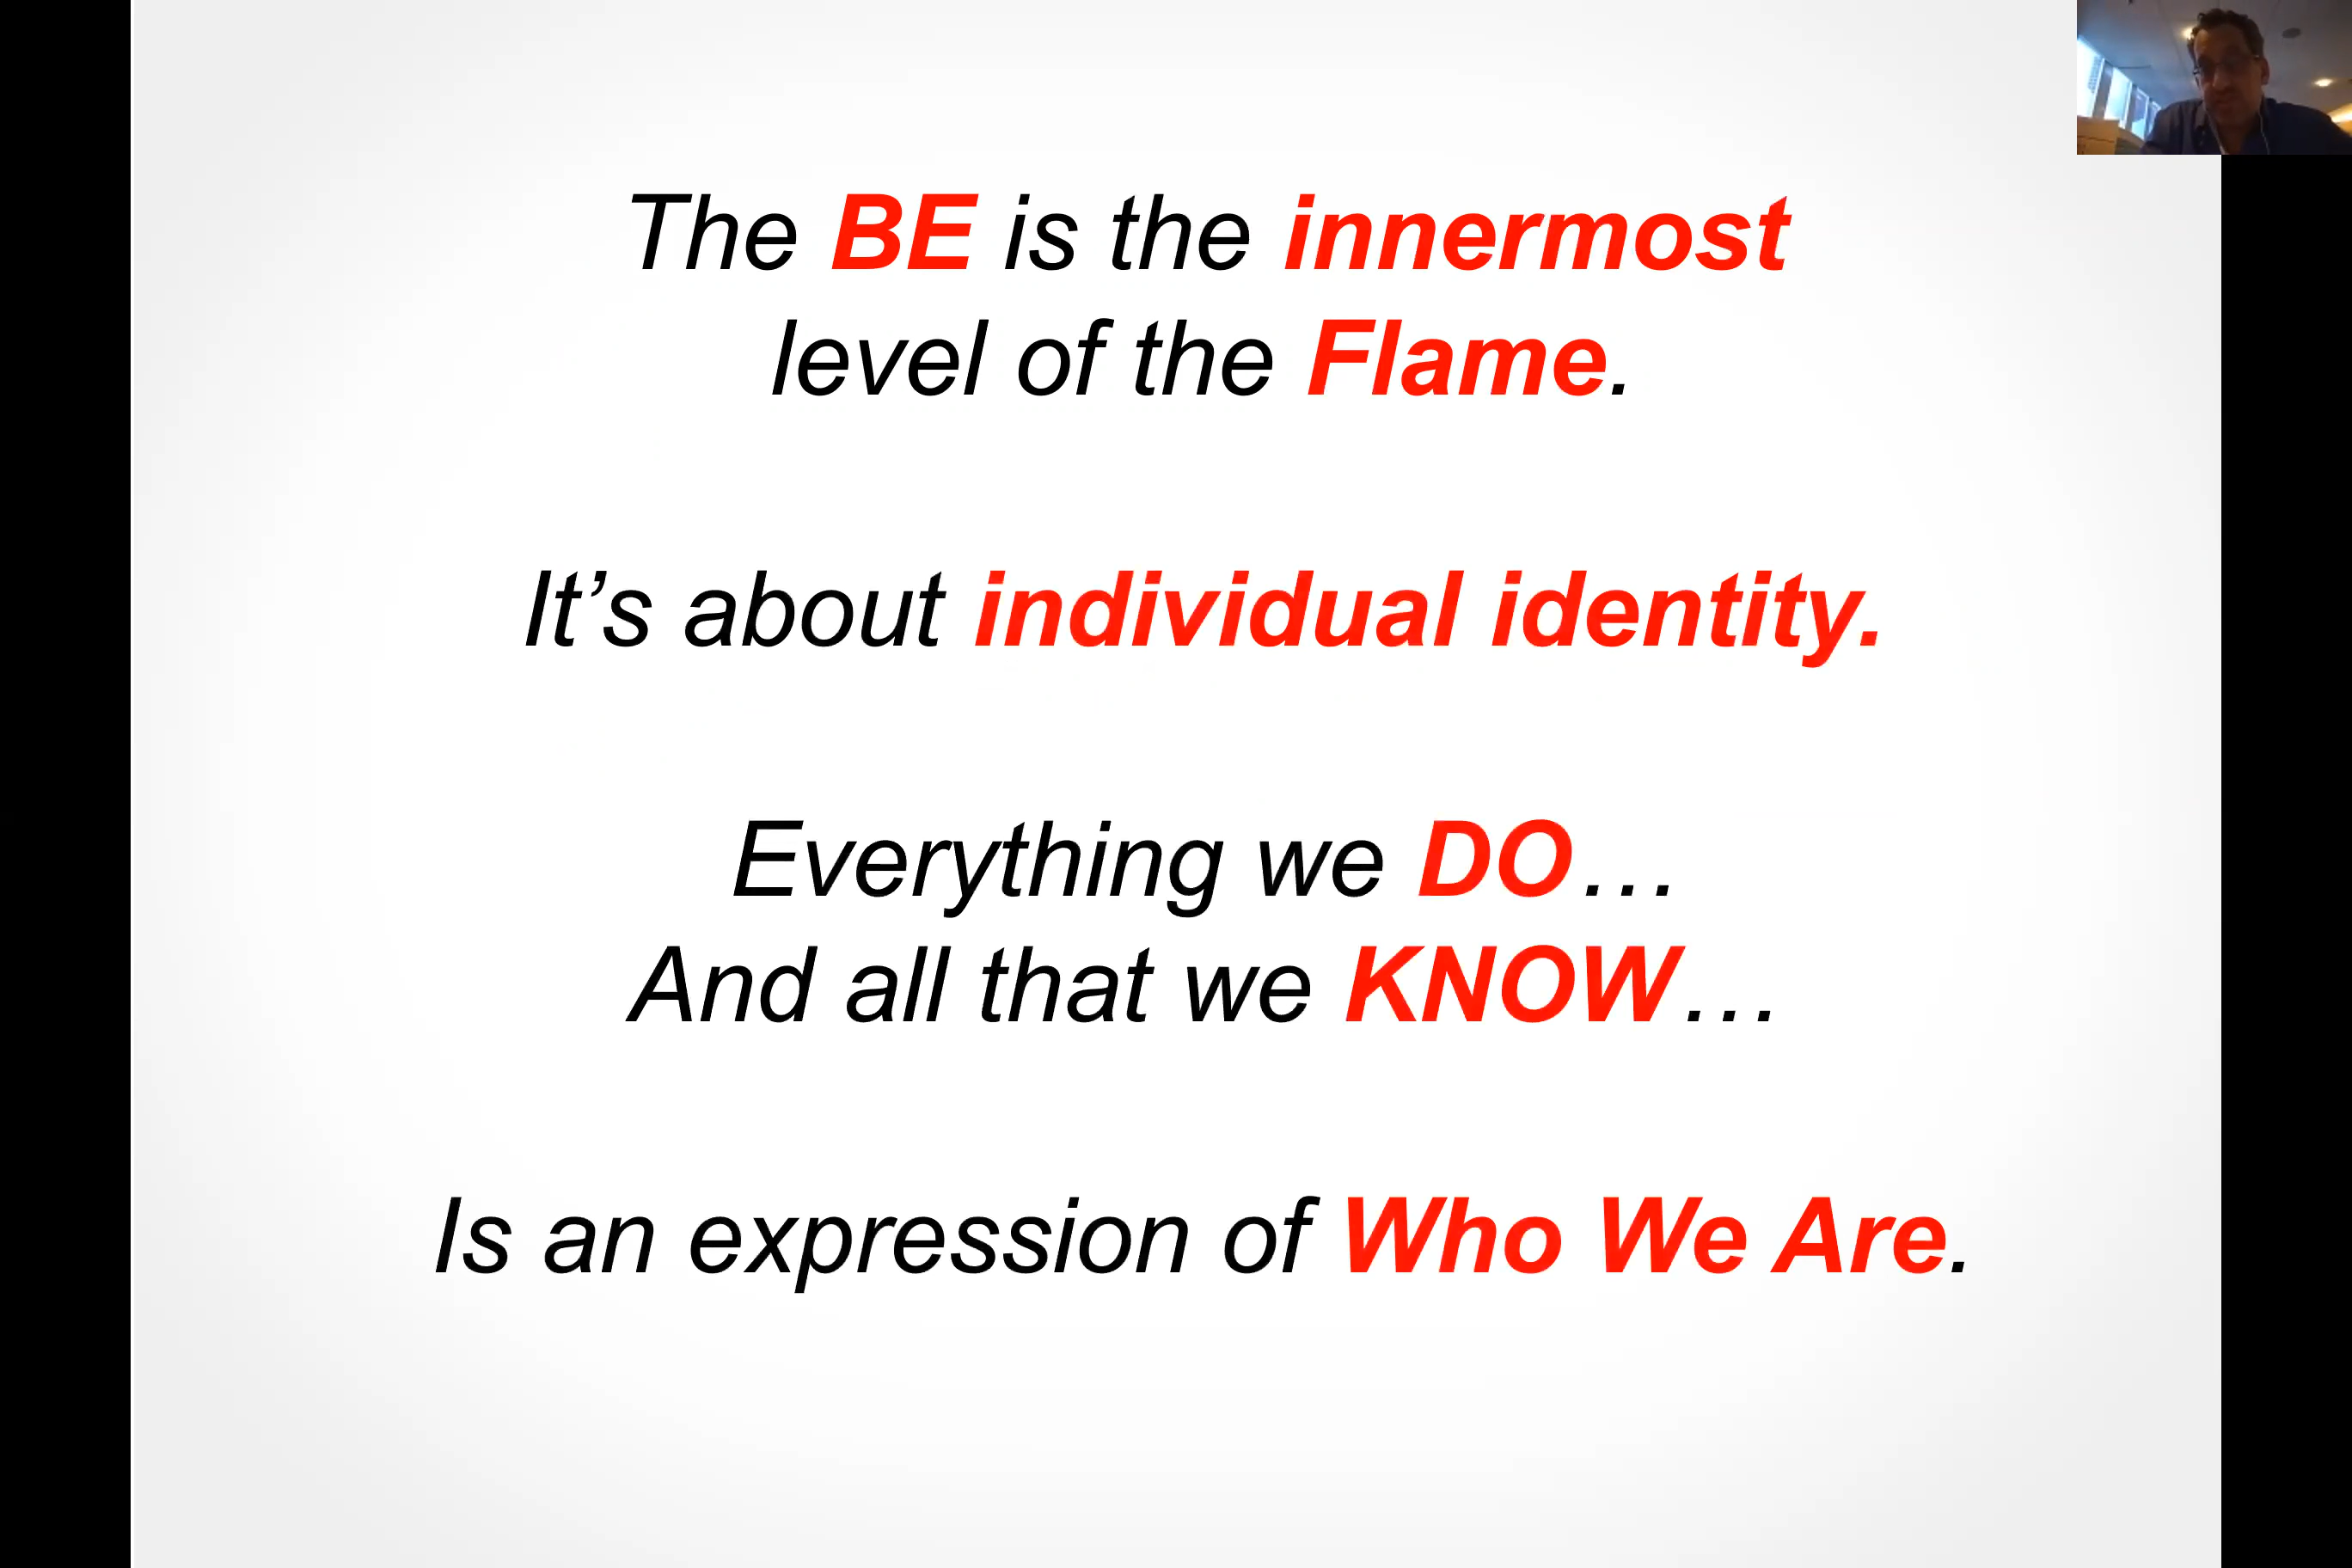 The BE is the innermost
level of the Flame.
It’s about individual identity.
Everything we DO…
And all that we KNOW…
Is an expression of Who We Are.